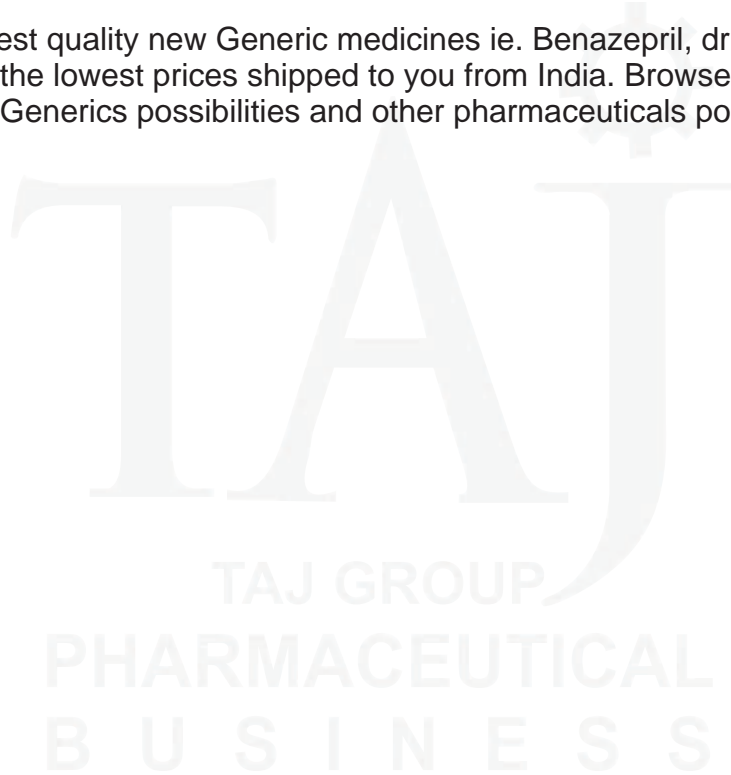 est quality new Generic medicines ie. Benazepril, dr
the lowest prices shipped to you from India. Browse
Generics possibilities and other pharmaceuticals po
TAJ
TAJ GROUP
PHARMACEUTICAL
BUSINESS